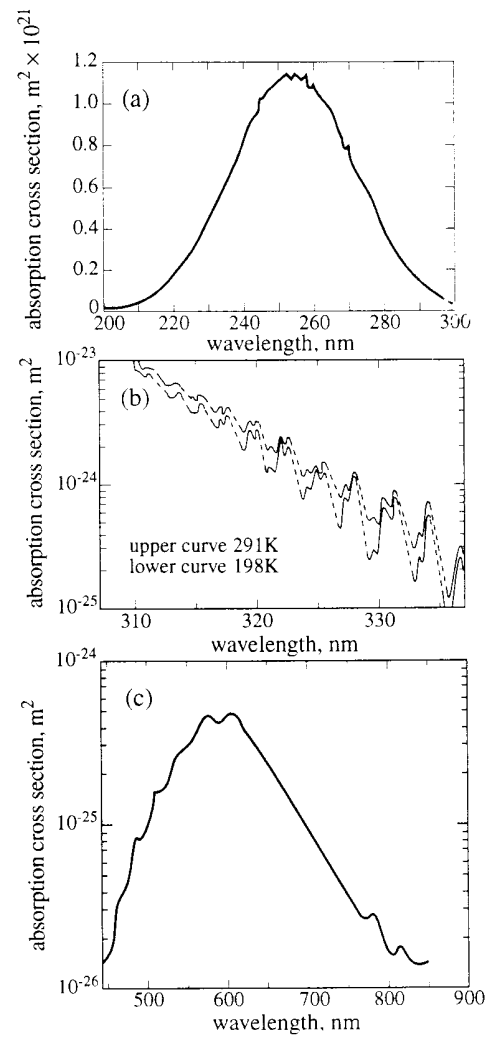 absorption cross section, m² × 10²¹
(a)
1.2
1.0
0.8
0.6
0.4
0.2
0
200 220 240 260 280 300
wavelength, nm
absorption cross section, m²
(b)
10⁻²³
10⁻²⁴
10⁻²⁵
upper curve 291K
lower curve 198K
310 320 330
wavelength, nm
absorption cross section, m²
(c)
10⁻²⁴
10⁻²⁵
10⁻²⁶
500 600 700 800 900
wavelength, nm